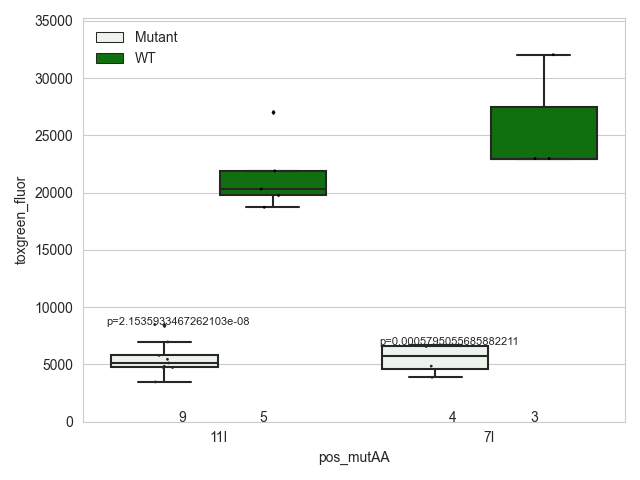 35000
30000
25000
20000
15000
10000
5000
0
toxgreen_fluor
Mutant
WT
p=2.1535933467262103e-08
p=0.0005795055685882211
9
5
4
3
11I
7I
pos_mutAA